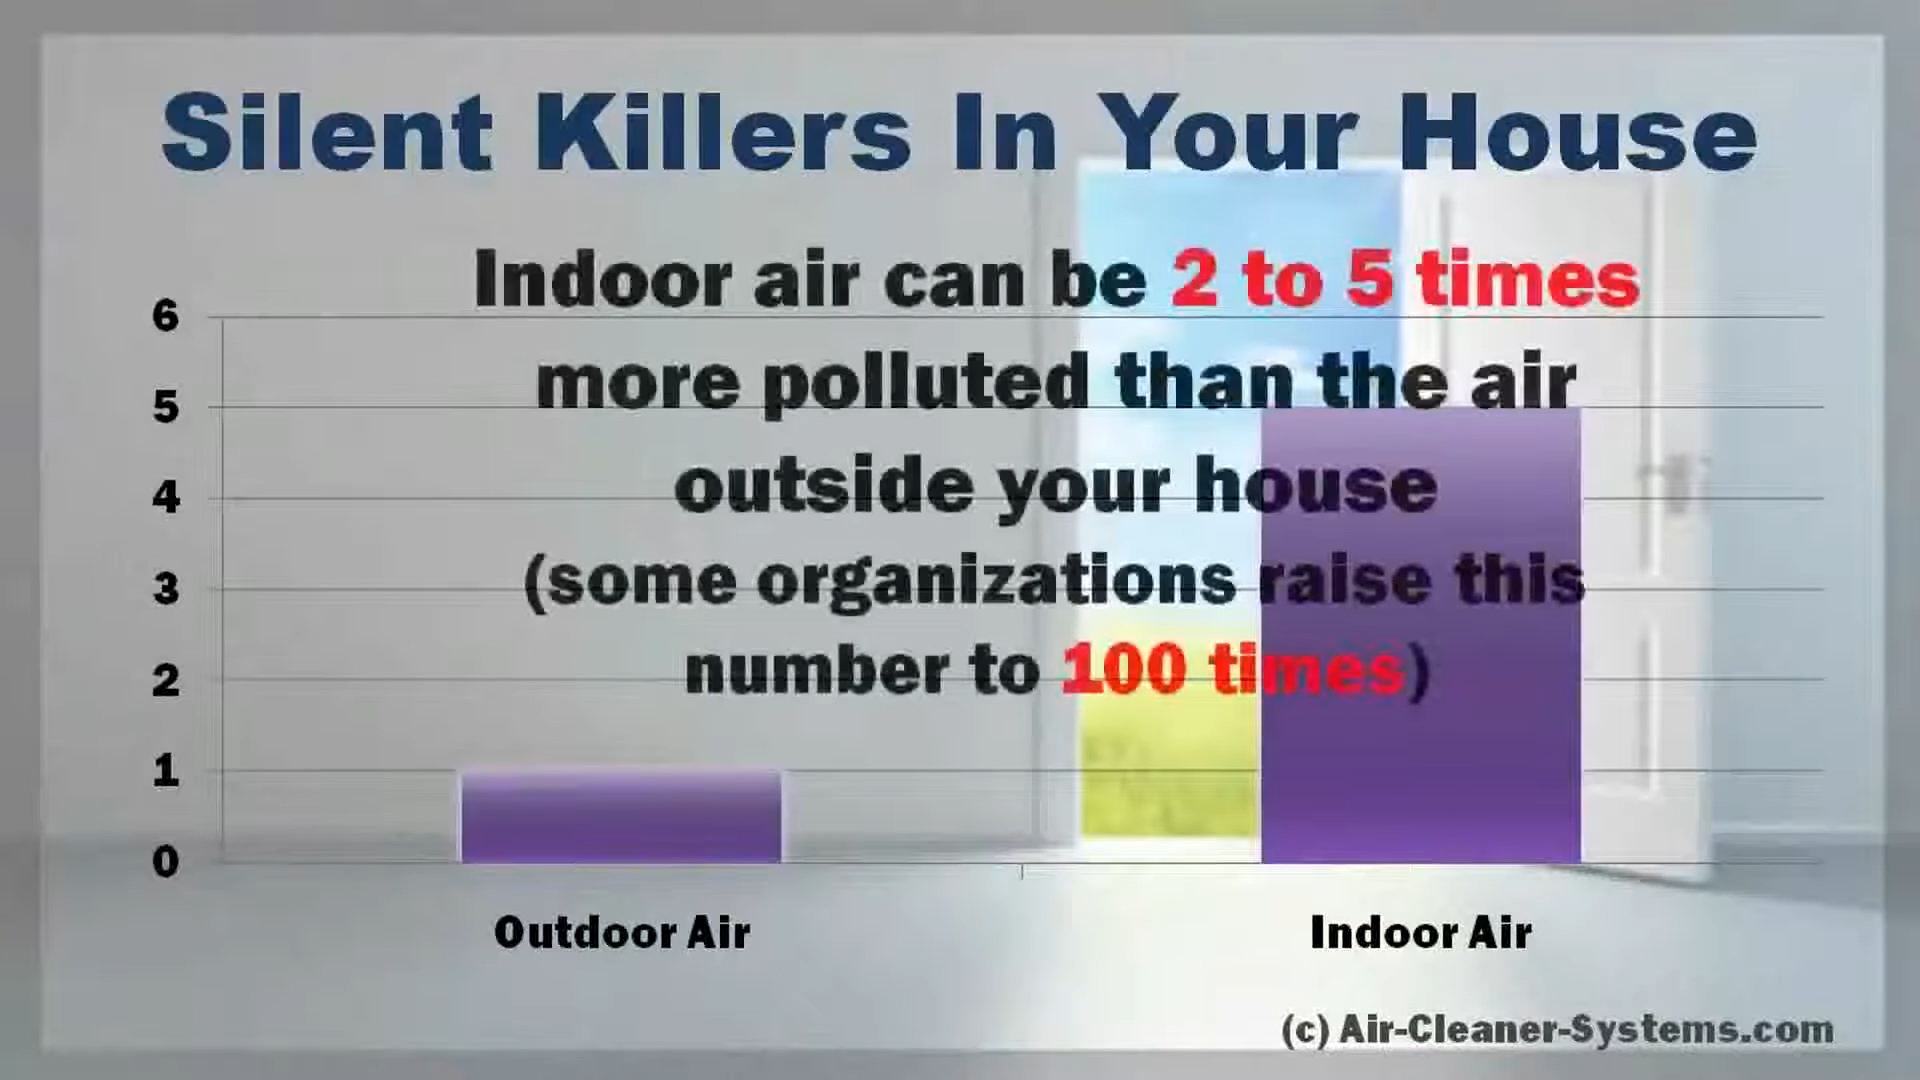 Silent Killers In Your House
Indoor air can be 2 to 5 times
more polluted than the air
outside your house
(some organizations raise this
number to 100 times)
6
5
4
3
2
1
0
Outdoor Air
Indoor Air
(c) Air-Cleaner-Systems.com